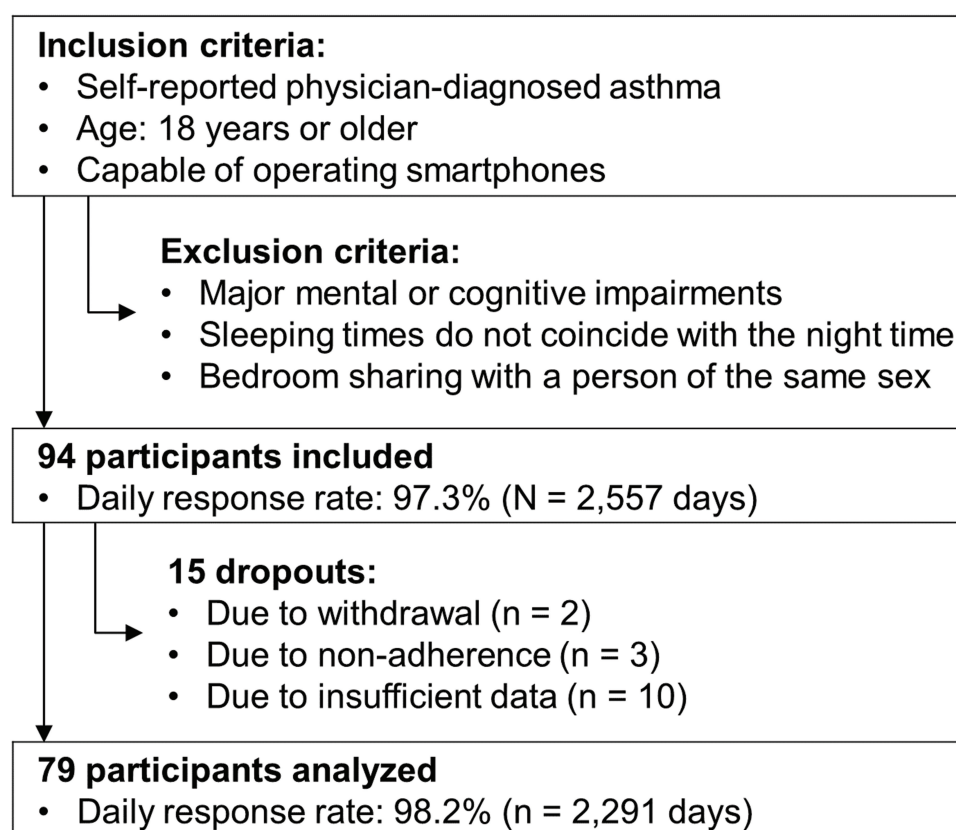 Inclusion criteria:
• Self-reported physician-diagnosed asthma
• Age: 18 years or older
• Capable of operating smartphones
Exclusion criteria:
• Major mental or cognitive impairments
• Sleeping times do not coincide with the night time
• Bedroom sharing with a person of the same sex
94 participants included
• Daily response rate: 97.3% (N = 2,557 days)
15 dropouts:
• Due to withdrawal (n = 2)
• Due to non-adherence (n = 3)
• Due to insufficient data (n = 10)
79 participants analyzed
• Daily response rate: 98.2% (n = 2,291 days)